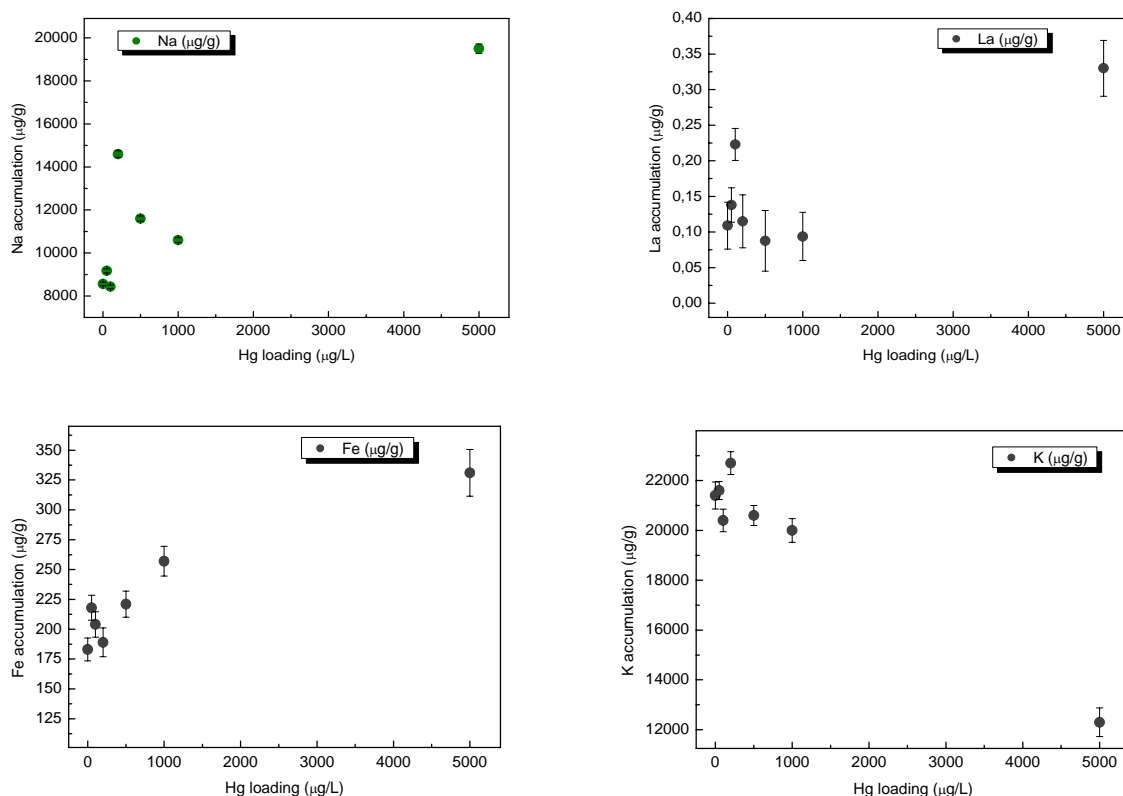 20000
18000
16000
14000
12000
10000
8000
Na accumulation (μg/g)
Na (μg/g)
0 1000 2000 3000 4000 5000
Hg loading (μg/L)
0,40
0,35
0,30
0,25
0,20
0,15
0,10
0,05
0,00
La accumulation (μg/g)
La (μg/g)
0 1000 2000 3000 4000 5000
Hg loading (μg/L)
350
325
300
275
250
225
200
175
150
125
Fe accumulation (μg/g)
Fe (μg/g)
0 1000 2000 3000 4000 5000
Hg loading (μg/L)
22000
20000
18000
16000
14000
12000
K accumulation (μg/g)
K (μg/g)
0 1000 2000 3000 4000 5000
Hg loading (μg/L)